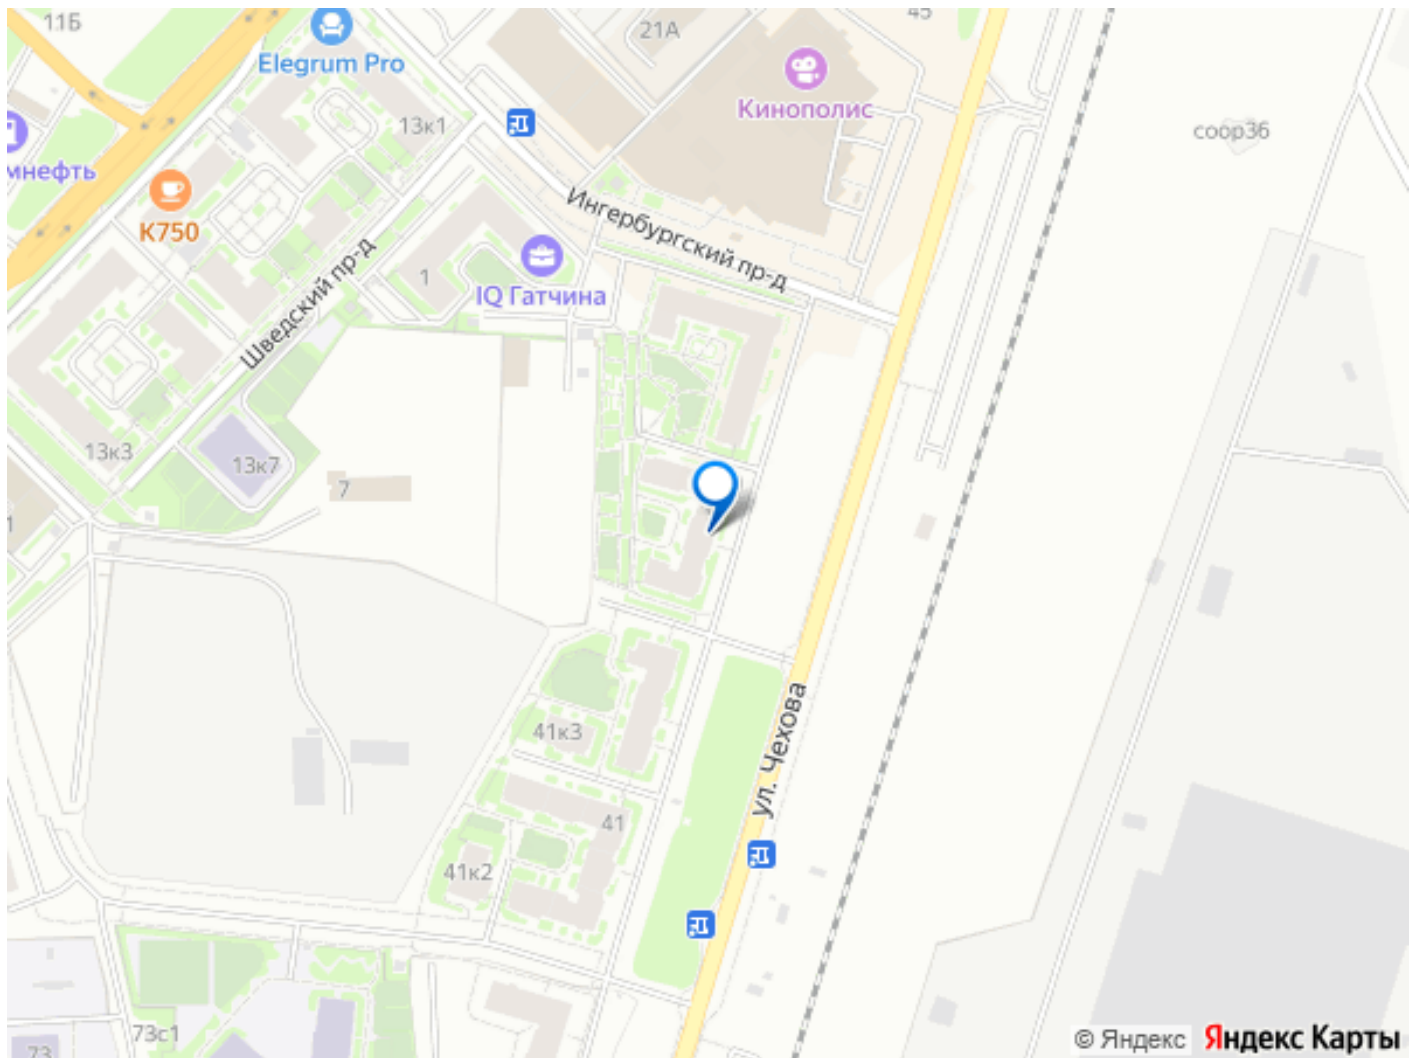 11Б
45
21А
Elegrum Pro
Кинополис
13к1
соор36
мнефть
К750
Ингербургский пр-д
Шведский пр-д
1
IQ Гатчина
13к3
13к7
7
1
41к3
ул. Чехова
41
41к2
73с1
73
© Яндекс Яндекс Карты